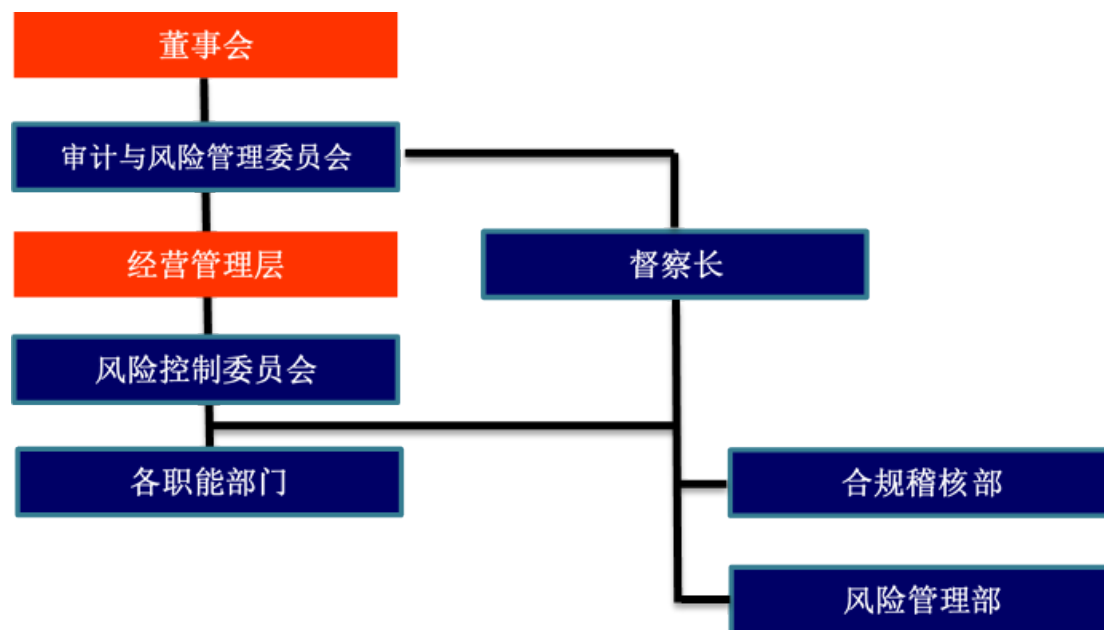 董事会
审计与风险管理委员会
经营管理层
督察长
风险控制委员会
各职能部门
合规稽核部
风险管理部